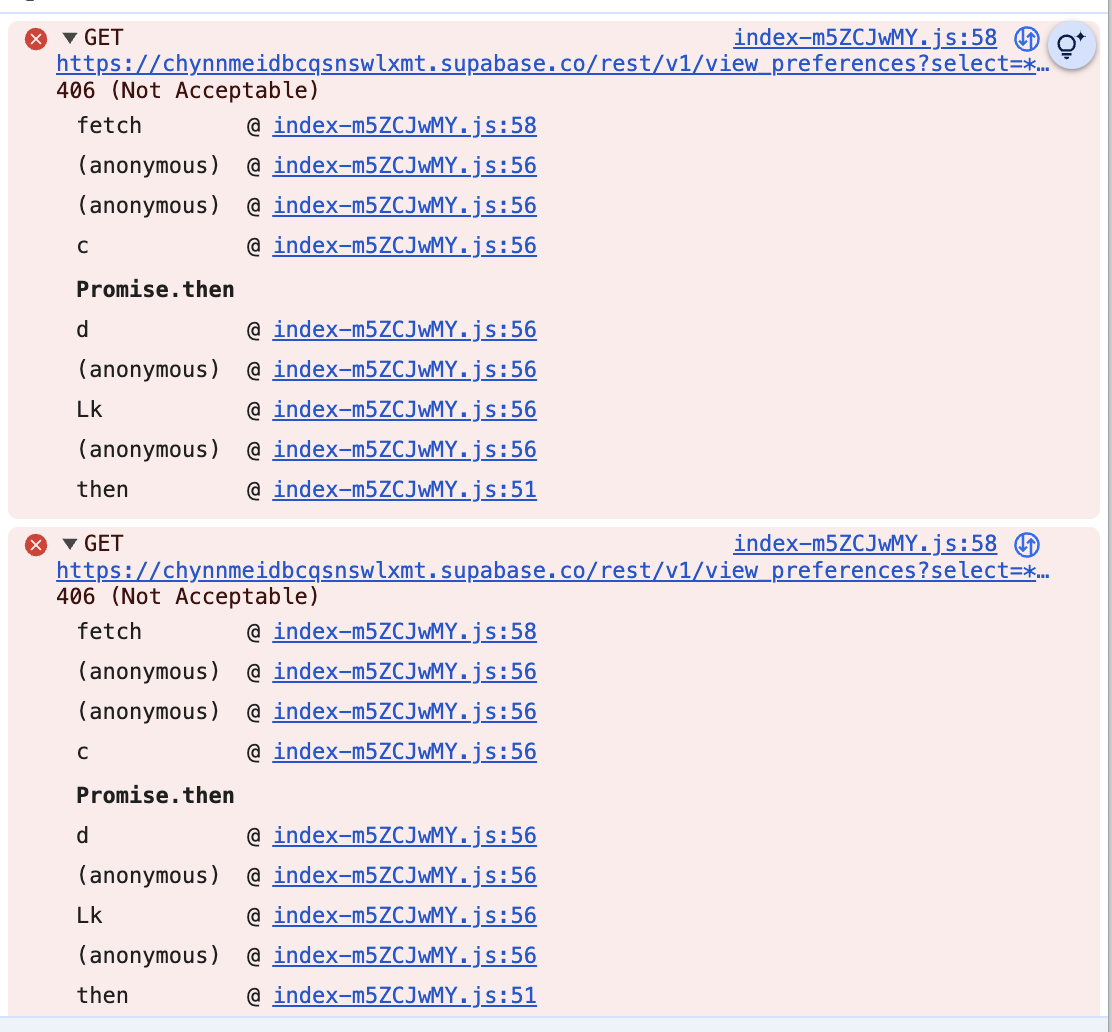 GET index-m5ZCJwMY.js:58
https://chynnmeidbcqsnswlxmt.supabase.co/rest/v1/view_preferences?select=*…
406 (Not Acceptable)
fetch @ index-m5ZCJwMY.js:58
(anonymous) @ index-m5ZCJwMY.js:56
(anonymous) @ index-m5ZCJwMY.js:56
c @ index-m5ZCJwMY.js:56
Promise.then
d @ index-m5ZCJwMY.js:56
(anonymous) @ index-m5ZCJwMY.js:56
Lk @ index-m5ZCJwMY.js:56
(anonymous) @ index-m5ZCJwMY.js:56
then @ index-m5ZCJwMY.js:51
GET index-m5ZCJwMY.js:58
https://chynnmeidbcqsnswlxmt.supabase.co/rest/v1/view_preferences?select=*…
406 (Not Acceptable)
fetch @ index-m5ZCJwMY.js:58
(anonymous) @ index-m5ZCJwMY.js:56
(anonymous) @ index-m5ZCJwMY.js:56
c @ index-m5ZCJwMY.js:56
Promise.then
d @ index-m5ZCJwMY.js:56
(anonymous) @ index-m5ZCJwMY.js:56
Lk @ index-m5ZCJwMY.js:56
(anonymous) @ index-m5ZCJwMY.js:56
then @ index-m5ZCJwMY.js:51